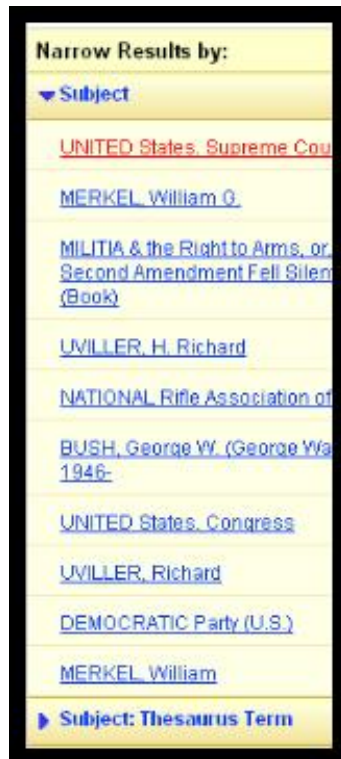 Narrow Results by:
Subject
UNITED States. Supreme Cou
MERKEL, William G.
MILITIA & the Right to Arms, or,
Second Amendment Fell Silen
(Book)
UVILLER, H. Richard
NATIONAL Rifle Association of
BUSH, George W. (George Wa
1946-
UNITED States. Congress
UVILLER, Richard
DEMOCRATIC Party (U.S.)
MERKEL, William
Subject: Thesaurus Term